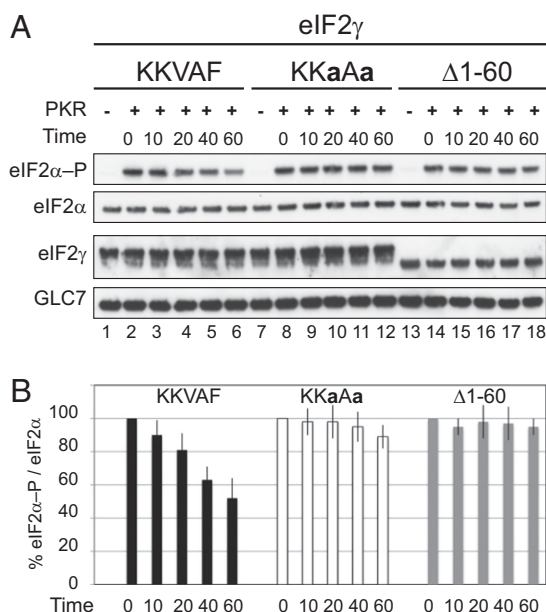 A
eIF2γ
KKVAF KKaAa Δ1-60
PKR - + + + + + - + + + + + - + + + + +
Time 0 10 20 40 60 0 10 20 40 60 0 10 20 40 60
eIF2α–P
eIF2α
eIF2γ
GLC7
1 2 3 4 5 6 7 8 9 10 11 12 13 14 15 16 17 18
B
KKVAF KKaAa Δ1-60
% eIF2α–P / eIF2α
100
80
60
40
20
0
Time 0 10 20 40 60 0 10 20 40 60 0 10 20 40 60